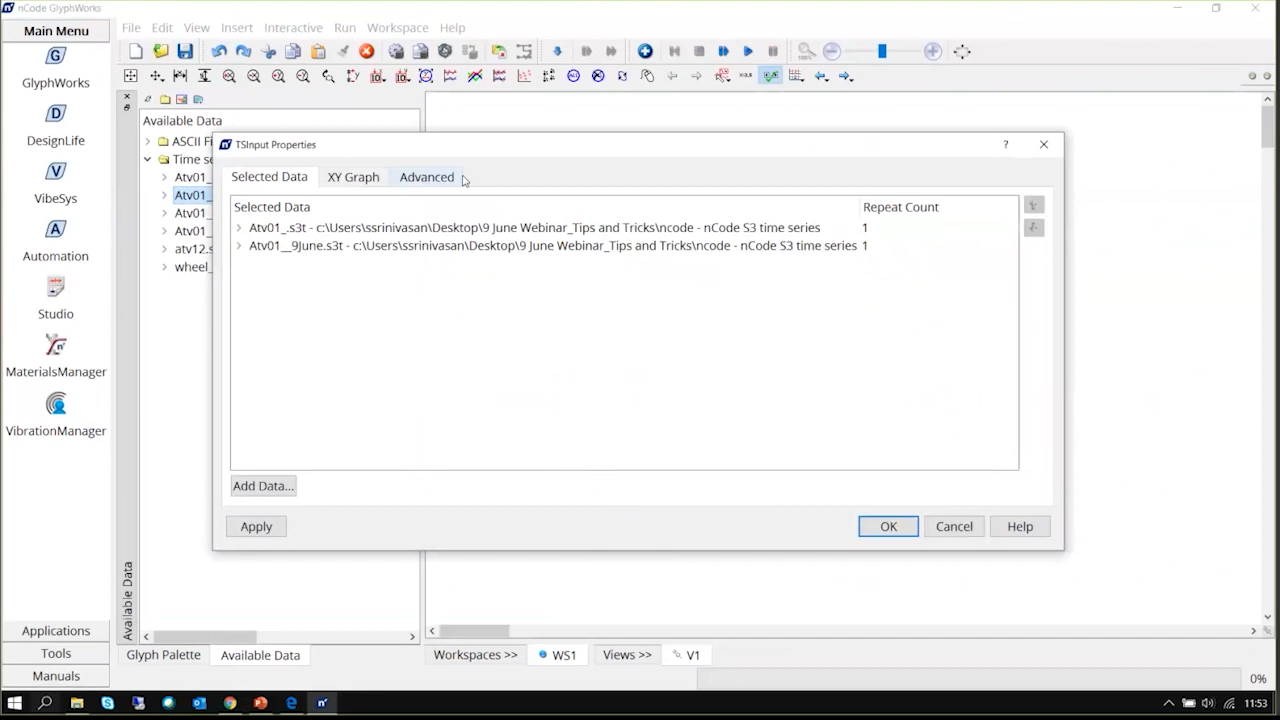 nCode GlyphWorks
Main Menu
File Edit View Insert Interactive Run Workspace Help
GlyphWorks
DesignLife
VibeSys
Automation
Studio
MaterialsManager
VibrationManager
Applications
Tools
Manuals
Available Data
ASCII Fi
Time se
Atv01_
Atv01_
Atv01_
Atv01_
atv12.s
wheel_
Available Data
TSInput Properties
?
Selected Data XY Graph Advanced
Selected Data Repeat Count
Atv01_.s3t - c:\Users\ssrinivasan\Desktop\9 June Webinar_Tips and Tricks\ncode - nCode S3 time series 1
Atv01__9June.s3t - c:\Users\ssrinivasan\Desktop\9 June Webinar_Tips and Tricks\ncode - nCode S3 time series 1
Add Data...
Apply OK Cancel Help
Glyph Palette Available Data Workspaces >> WS1 Views >> V1
0%
11:53